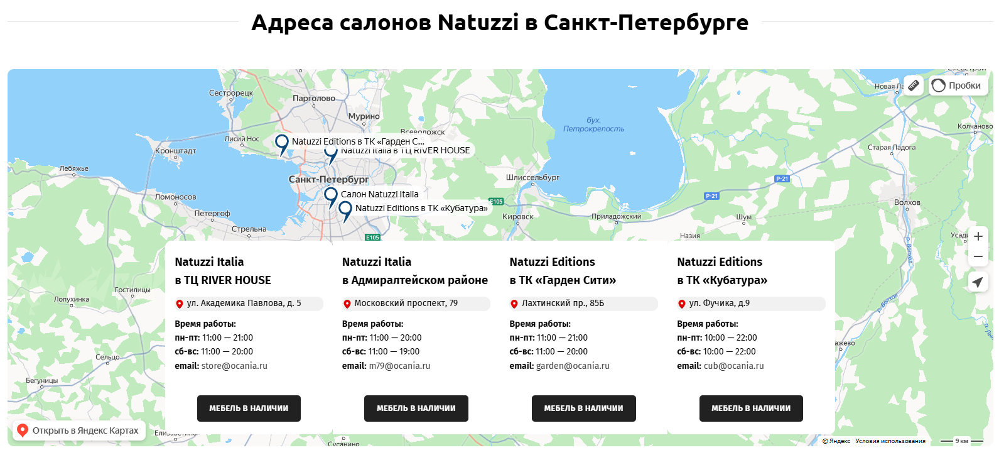 Адреса салонов Natuzzi в Санкт-Петербурге
Новая Ла
Пробки
Сестрорецк
Парголово
Мурино
бух.
Петрокрепость
Колчаново
Всеволожск
Лисий Нос
Natuzzi Editions в ТК «Гарден С...
Natuzzi Italia в ТЦ RIVER HOUSE
Кронштадт
Старая Ладога
Лебяжье
Санкт-Петербург
Шлиссельбург
P-21
Ломоносов
Салон Natuzzi Italia
P-21
E105
Natuzzi Editions в ТК «Кубатура»
Волхов
Петергоф
Кировск
Приладожский
Шум
Стрельна
E105
Назия
Усади
р. Волхов
Natuzzi Italia
в ТЦ RIVER HOUSE
ул. Академика Павлова, д. 5
Время работы:
пн-пт: 11:00 — 21:00
сб-вс: 11:00 — 20:00
email: store@ocania.ru
МЕБЕЛЬ В НАЛИЧИИ
Natuzzi Italia
в Адмиралтейском районе
Московский проспект, 79
Время работы:
пн-пт: 11:00 — 20:00
сб-вс: 11:00 — 19:00
email: m79@ocania.ru
МЕБЕЛЬ В НАЛИЧИИ
Natuzzi Editions
в ТК «Гарден Сити»
Лахтинский пр., 85Б
Время работы:
пн-пт: 11:00 — 21:00
сб-вс: 11:00 — 20:00
email: garden@ocania.ru
МЕБЕЛЬ В НАЛИЧИИ
Natuzzi Editions
в ТК «Кубатура»
ул. Фучика, д.9
Время работы:
пн-пт: 10:00 — 22:00
сб-вс: 10:00 — 22:00
email: cub@ocania.ru
МЕБЕЛЬ В НАЛИЧИИ
Гостилицы
Лопухинка
р. Волхов
ажево
Сельцо
Бегуницы
Открыть в Яндекс Картах
Сусанино
© Яндекс Условия использования
9 км